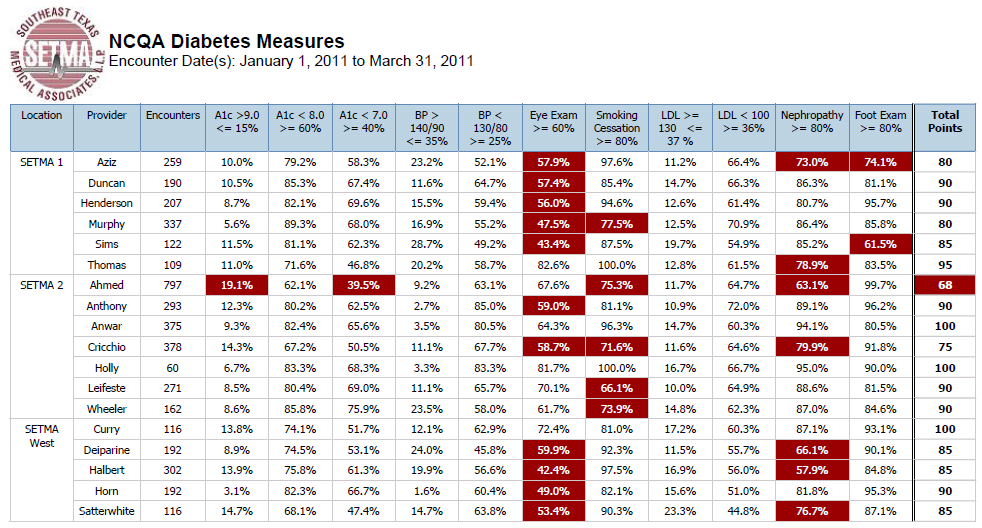 SOUTHEAST TEXAS
SETMA
MEDICAL ASSOCIATES, L.L.P.
NCQA Diabetes Measures
Encounter Date(s): January 1, 2011 to March 31, 2011
Location Provider Encounters A1c >9.0 <= 15% A1c < 8.0 >= 60% A1c < 7.0 >= 40% BP > 140/90 <= 35% BP < 130/80 >= 25% Eye Exam >= 60% Smoking Cessation >= 80% LDL >= 130 <= 37 % LDL < 100 >= 36% Nephropathy >= 80% Foot Exam >= 80% Total Points
SETMA 1 Aziz 259 10.0% 79.2% 58.3% 23.2% 52.1% 57.9% 97.6% 11.2% 66.4% 73.0% 74.1% 80
Duncan 190 10.5% 85.3% 67.4% 11.6% 64.7% 57.4% 85.4% 14.7% 66.3% 86.3% 81.1% 90
Henderson 207 8.7% 82.1% 69.6% 15.5% 59.4% 56.0% 94.6% 12.6% 61.4% 80.7% 95.7% 90
Murphy 337 5.6% 89.3% 68.0% 16.9% 55.2% 47.5% 77.5% 12.5% 70.9% 86.4% 85.8% 80
Sims 122 11.5% 81.1% 62.3% 28.7% 49.2% 43.4% 87.5% 19.7% 54.9% 85.2% 61.5% 85
Thomas 109 11.0% 71.6% 46.8% 20.2% 58.7% 82.6% 100.0% 12.8% 61.5% 78.9% 83.5% 95
SETMA 2 Ahmed 797 19.1% 62.1% 39.5% 9.2% 63.1% 67.6% 75.3% 11.7% 64.7% 63.1% 99.7% 68
Anthony 293 12.3% 80.2% 62.5% 2.7% 85.0% 59.0% 81.1% 10.9% 72.0% 89.1% 96.2% 90
Anwar 375 9.3% 82.4% 65.6% 3.5% 80.5% 64.3% 96.3% 14.7% 60.3% 94.1% 80.5% 100
Cricchio 378 14.3% 67.2% 50.5% 11.1% 67.7% 58.7% 71.6% 11.6% 64.6% 79.9% 91.8% 75
Holly 60 6.7% 83.3% 68.3% 3.3% 83.3% 81.7% 100.0% 16.7% 66.7% 95.0% 90.0% 100
Leifeste 271 8.5% 80.4% 69.0% 11.1% 65.7% 70.1% 66.1% 10.0% 64.9% 88.6% 81.5% 90
Wheeler 162 8.6% 85.8% 75.9% 23.5% 58.0% 61.7% 73.9% 14.8% 62.3% 87.0% 84.6% 90
SETMA West Curry 116 13.8% 74.1% 51.7% 12.1% 62.9% 72.4% 81.0% 17.2% 60.3% 87.1% 93.1% 100
Deiparine 192 8.9% 74.5% 53.1% 24.0% 45.8% 59.9% 92.3% 11.5% 55.7% 66.1% 90.1% 85
Halbert 302 13.9% 75.8% 61.3% 19.9% 56.6% 42.4% 97.5% 16.9% 56.0% 57.9% 84.8% 85
Horn 192 3.1% 82.3% 66.7% 1.6% 60.4% 49.0% 82.1% 15.6% 51.0% 81.8% 95.3% 90
Satterwhite 116 14.7% 68.1% 47.4% 14.7% 63.8% 53.4% 90.3% 23.3% 44.8% 76.7% 87.1% 85